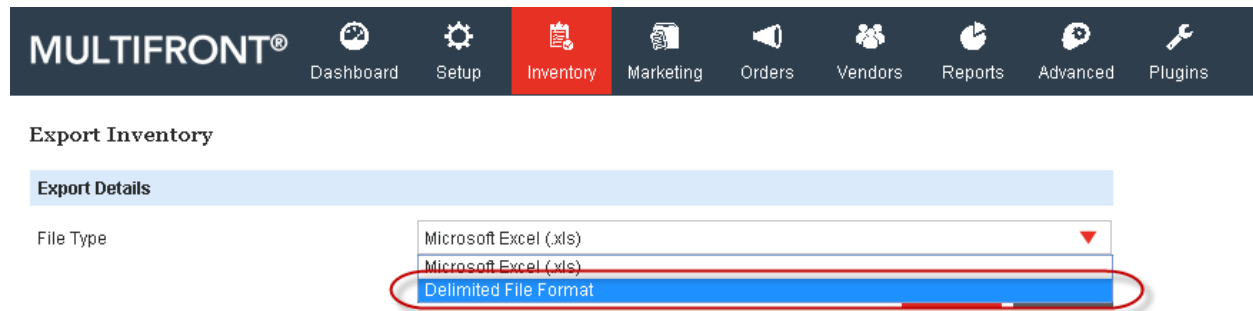 MULTIFRONT®
Dashboard Setup Inventory Marketing Orders Vendors Reports Advanced Plugins
Export Inventory
Export Details
File Type Microsoft Excel (.xls)
Microsoft Excel (.xls)
Delimited File Format